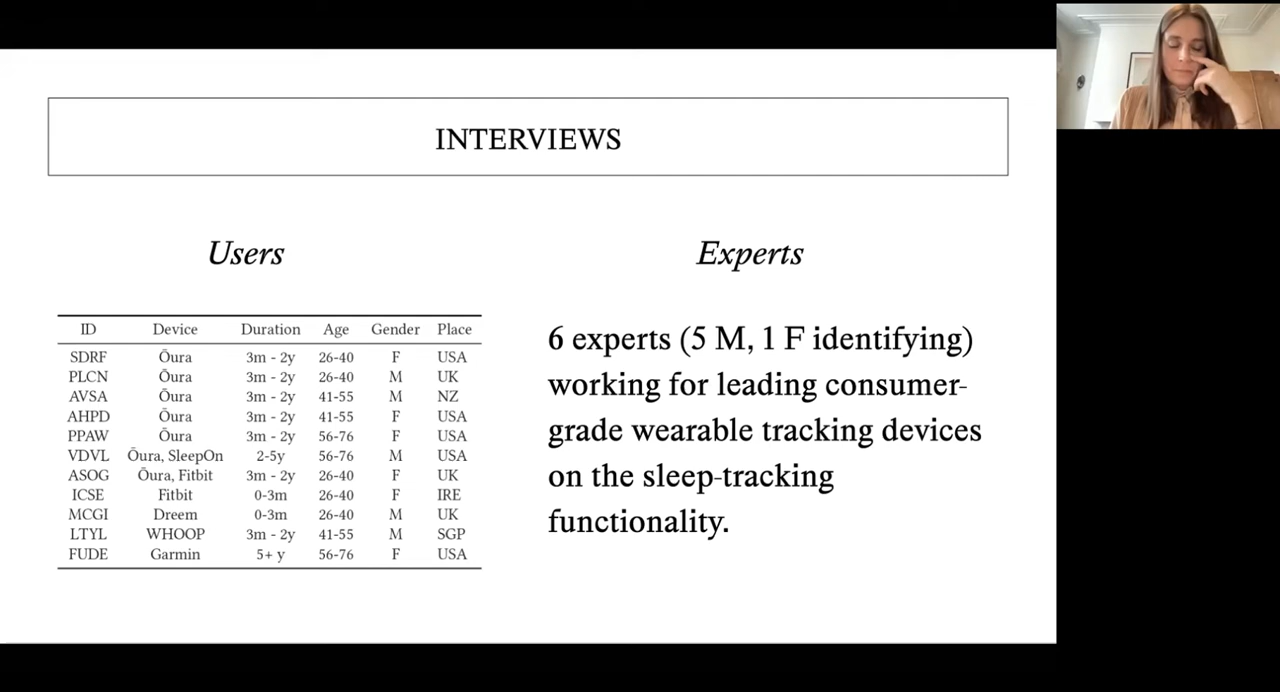 INTERVIEWS
Users
ID Device Duration Age Gender Place
SDRF Ōura 3m - 2y 26-40 F USA
PLCN Ōura 3m - 2y 26-40 M UK
AVSA Ōura 3m - 2y 41-55 M NZ
AHPD Ōura 3m - 2y 41-55 F USA
PPAW Ōura 3m - 2y 56-76 F USA
VDVL Ōura, SleepOn 2-5y 56-76 M USA
ASOG Ōura, Fitbit 3m - 2y 26-40 F UK
ICSE Fitbit 0-3m 26-40 F IRE
MCGI Dreem 0-3m 26-40 M UK
LTYL WHOOP 3m - 2y 41-55 M SGP
FUDE Garmin 5+ y 56-76 F USA
Experts
6 experts (5 M, 1 F identifying)
working for leading consumer-
grade wearable tracking devices
on the sleep-tracking
functionality.